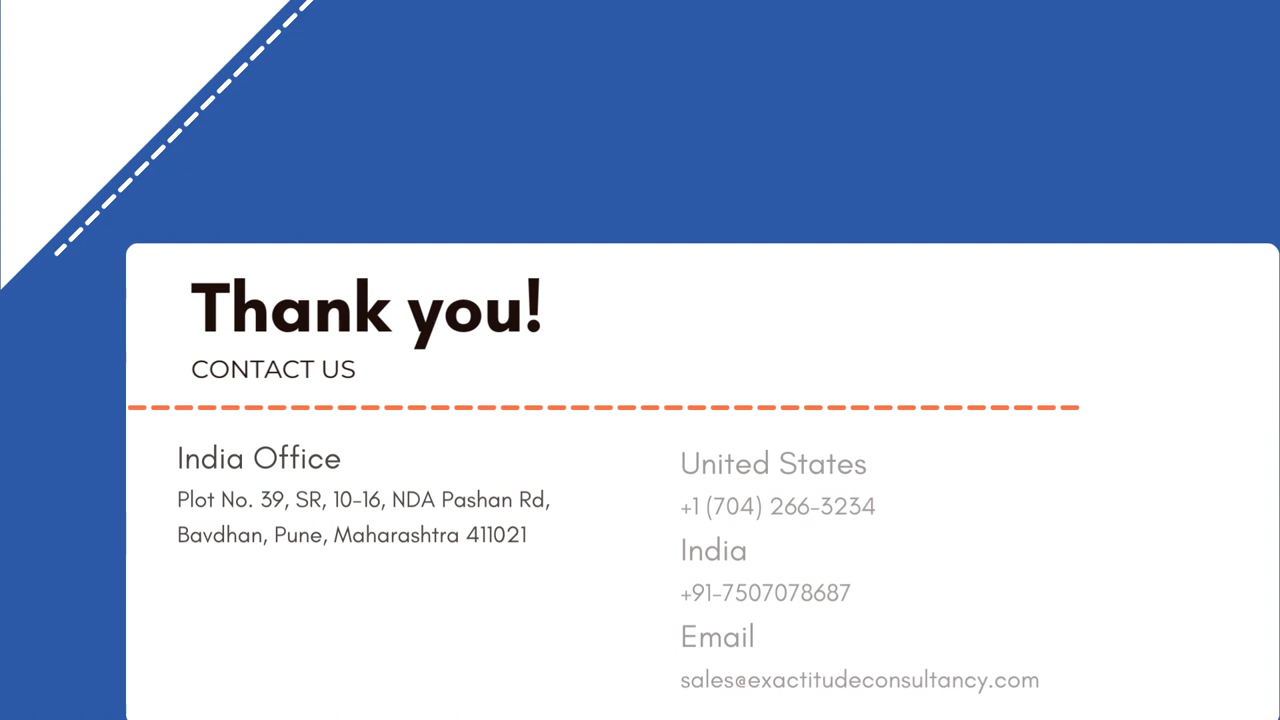 Thank you!
CONTACT US
India Office
Plot No. 39, SR, 10-16, NDA Pashan Rd,
Bavdhan, Pune, Maharashtra 411021
United States
+1 (704) 266-3234
India
+91-7507078687
Email
sales@exactitudeconsultancy.com